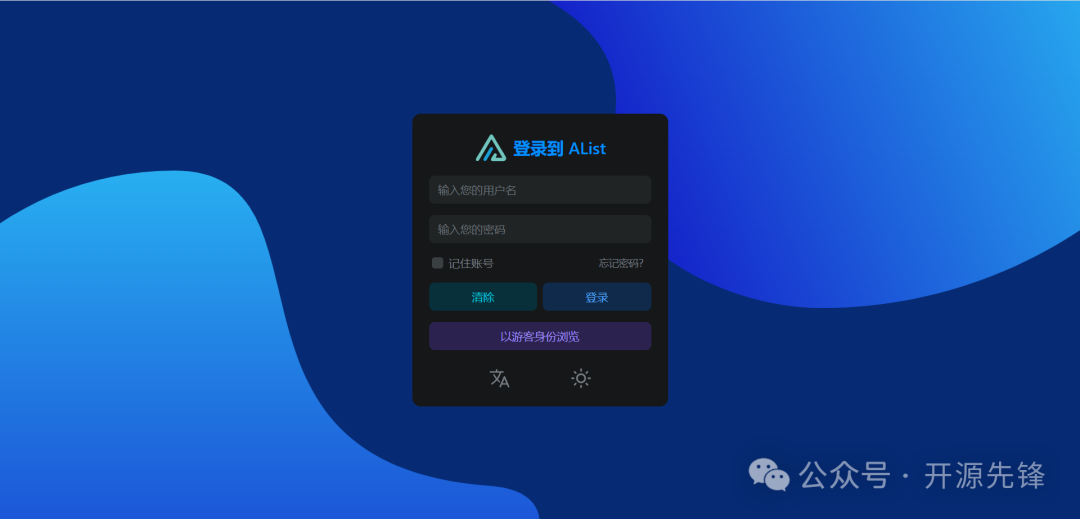 登录到 AList
输入您的用户名
输入您的密码
记住账号 忘记密码?
清除 登录
以游客身份浏览
公众号 · 开源先锋